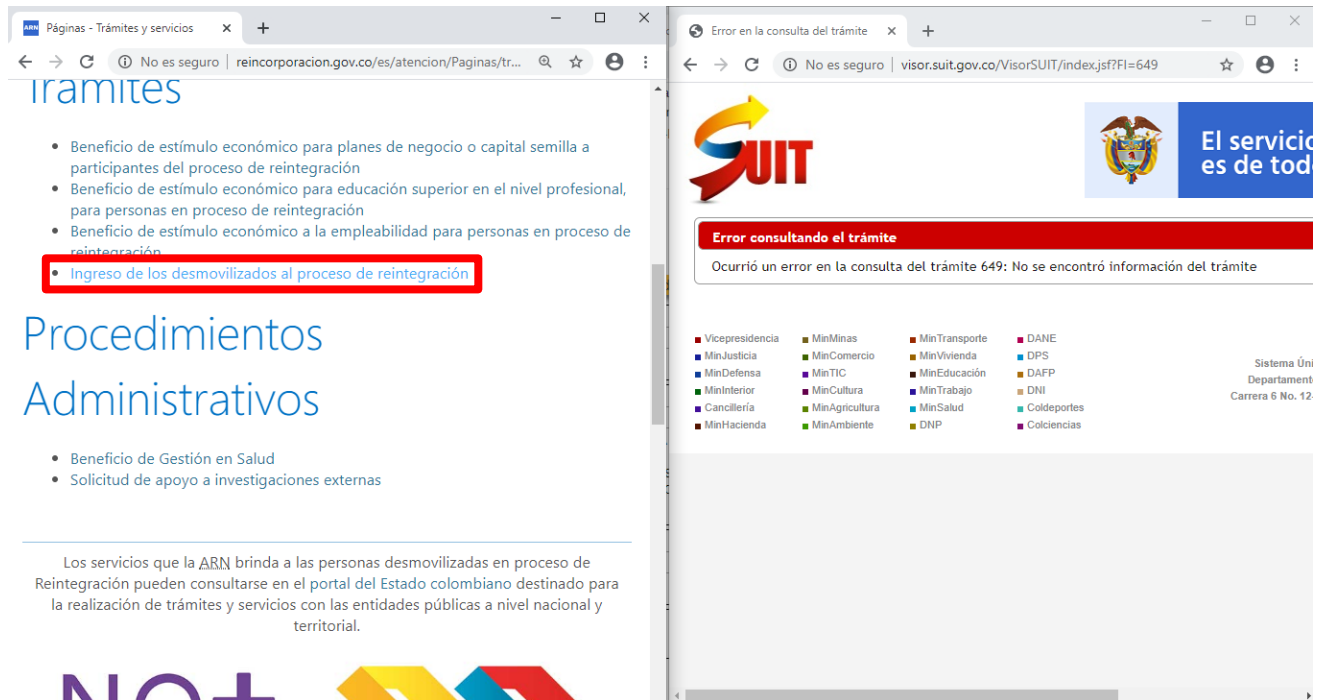 ARN Páginas - Trámites y servicios
No es seguro | reincorporacion.gov.co/es/atencion/Paginas/tr...
Trámites
Beneficio de estímulo económico para planes de negocio o capital semilla a
participantes del proceso de reintegración
Beneficio de estímulo económico para educación superior en el nivel profesional,
para personas en proceso de reintegración
Beneficio de estímulo económico a la empleabilidad para personas en proceso de
reintegración
Ingreso de los desmovilizados al proceso de reintegración
Procedimientos
Administrativos
Beneficio de Gestión en Salud
Solicitud de apoyo a investigaciones externas
Los servicios que la ARN brinda a las personas desmovilizadas en proceso de
Reintegración pueden consultarse en el portal del Estado colombiano destinado para
la realización de trámites y servicios con las entidades públicas a nivel nacional y
territorial.
NO+
Error en la consulta del trámite
No es seguro | visor.suit.gov.co/VisorSUIT/index.jsf?FI=649
SUIT
El servicio
es de tod
Error consultando el trámite
Ocurrió un error en la consulta del trámite 649: No se encontró información del trámite
Vicepresidencia MinMinas MinTransporte DANE
MinJusticia MinComercio MinVivienda DPS
MinDefensa MinTIC MinEducación DAFP
MinInterior MinCultura MinTrabajo DNI
Cancillería MinAgricultura MinSalud Coldeportes
MinHacienda MinAmbiente DNP Colciencias
Sistema Úni
Departament
Carrera 6 No. 12-